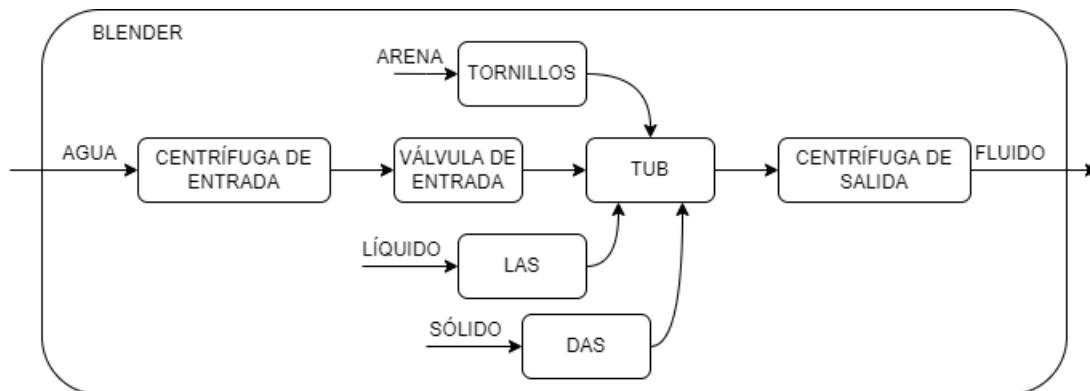 BLENDER
ARENA
TORNILLOS
AGUA
CENTRÍFUGA DE
ENTRADA
VÁLVULA DE
ENTRADA
TUB
CENTRÍFUGA DE
SALIDA
FLUIDO
LÍQUIDO
LAS
SÓLIDO
DAS